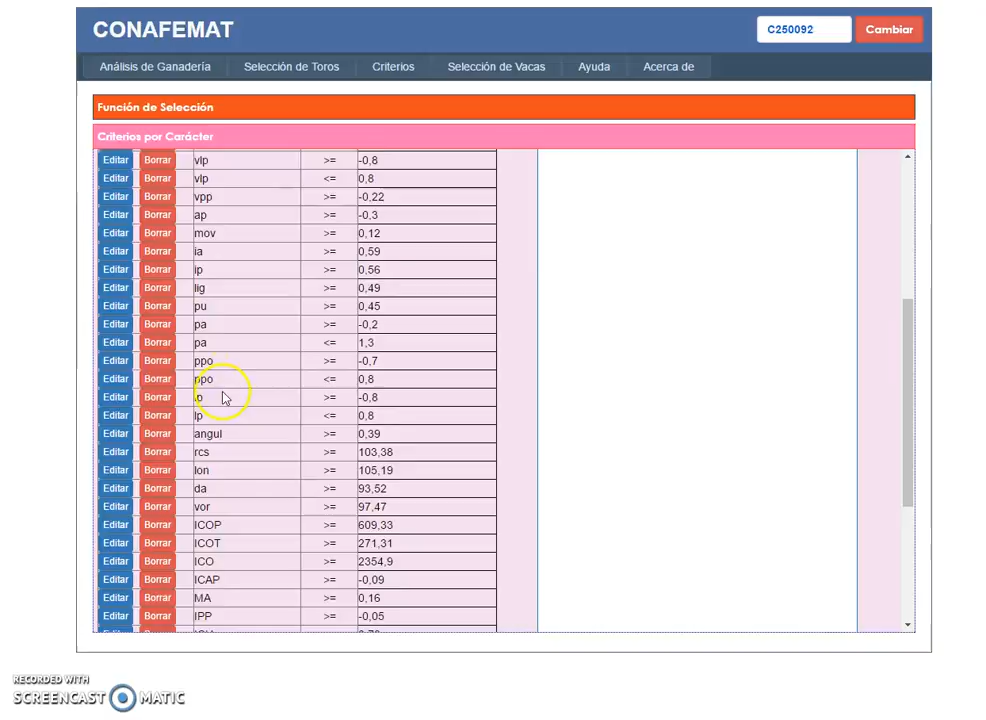 CONAFEMAT
C250092
Cambiar
Análisis de Ganadería Selección de Toros Criterios Selección de Vacas Ayuda Acerca de
Función de Selección
Criterios por Carácter
Editar Borrar vlp >= -0,8
Editar Borrar vlp <= 0,8
Editar Borrar vpp >= -0,22
Editar Borrar ap >= -0,3
Editar Borrar mov >= 0,12
Editar Borrar ia >= 0,59
Editar Borrar ip >= 0,56
Editar Borrar lig >= 0,49
Editar Borrar pu >= 0,45
Editar Borrar pa >= -0,2
Editar Borrar pa <= 1,3
Editar Borrar ppo >= -0,7
Editar Borrar ppo <= 0,8
Editar Borrar lp >= -0,8
Editar Borrar lp <= 0,8
Editar Borrar angul >= 0,39
Editar Borrar rcs >= 103,38
Editar Borrar lon >= 105,19
Editar Borrar da >= 93,52
Editar Borrar vor >= 97,47
Editar Borrar ICOP >= 609,33
Editar Borrar ICOT >= 271,31
Editar Borrar ICO >= 2354,9
Editar Borrar ICAP >= -0,09
Editar Borrar MA >= 0,16
Editar Borrar IPP >= -0,05
RECORDED WITH
SCREENCAST MATIC